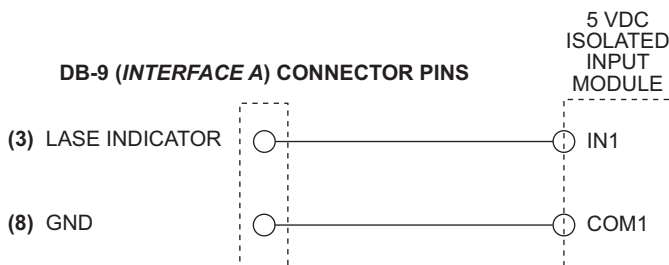 5 VDC
ISOLATED
INPUT
MODULE
DB-9 (INTERFACE A) CONNECTOR PINS
(3) LASE INDICATOR
IN1
(8) GND
COM1